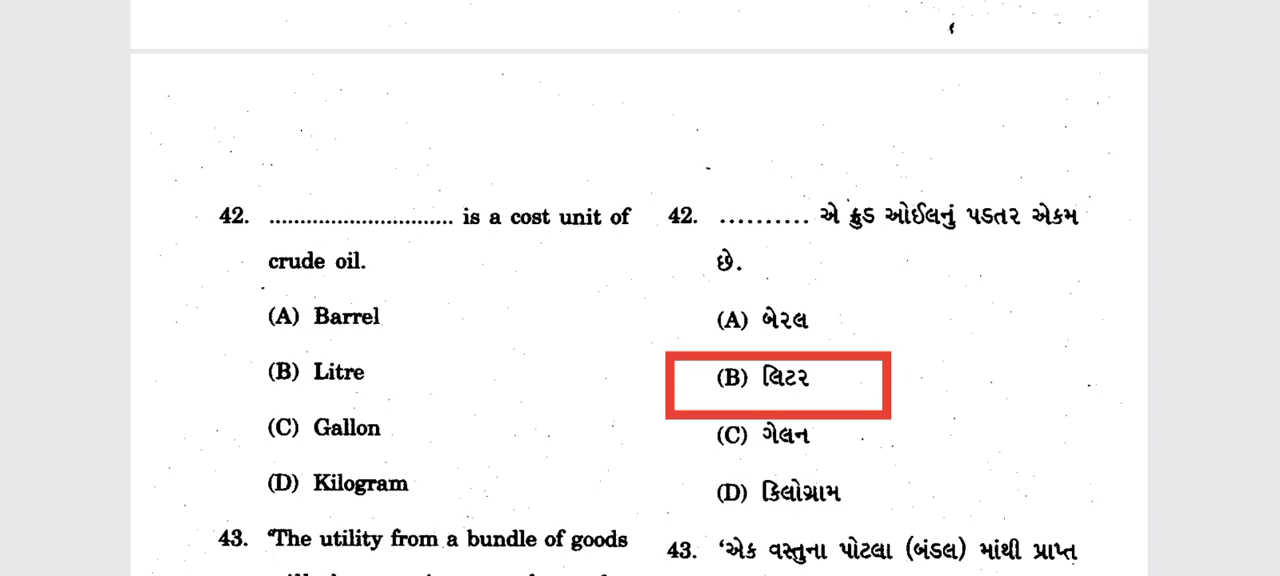 42. .............................. is a cost unit of
crude oil.
(A) Barrel
(B) Litre
(C) Gallon
(D) Kilogram
43. 'The utility from a bundle of goods
42. .......... એ ક્રુડ ઓઈલનું પડતર એકમ
છે.
(A) બેરલ
(B) લિટર
(C) ગેલન
(D) કિલોગ્રામ
43. 'એક વસ્તુના પોટલા (બંડલ) માંથી પ્રાપ્ત